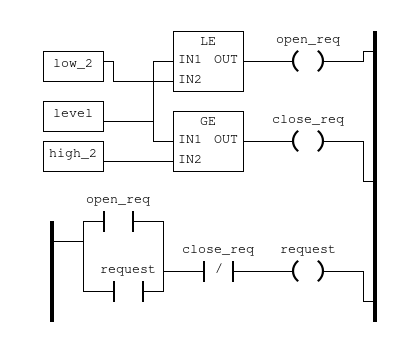 LE
open_req
low_2
IN1 OUT
IN2
level
GE
close_req
high_2
IN1 OUT
IN2
open_req
close_req
request
request
/